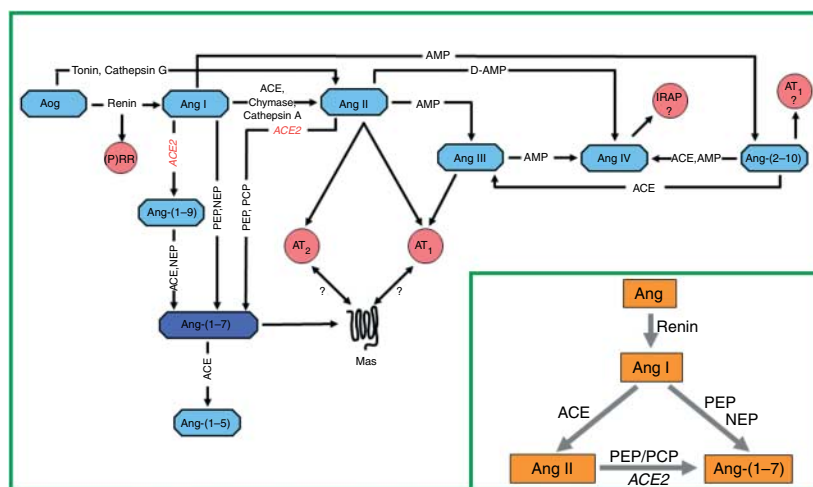 AMP
Tonin, Cathepsin G
D-AMP
Aog
Renin
Ang I
ACE,
Chymase,
Cathepsin A
ACE2
Ang II
AMP
IRAP
?
AT1
?
(P)RR
ACE2
PEP,NEP
PEP, PCP
Ang III
AMP
Ang IV
ACE,AMP
Ang-(2–10)
ACE
Ang-(1–9)
ACE,NEP
AT2
AT1
?
?
Ang-(1–7)
Mas
ACE
Ang-(1–5)
Ang
Renin
Ang I
ACE
PEP
NEP
Ang II
PEP/PCP
ACE2
Ang-(1–7)